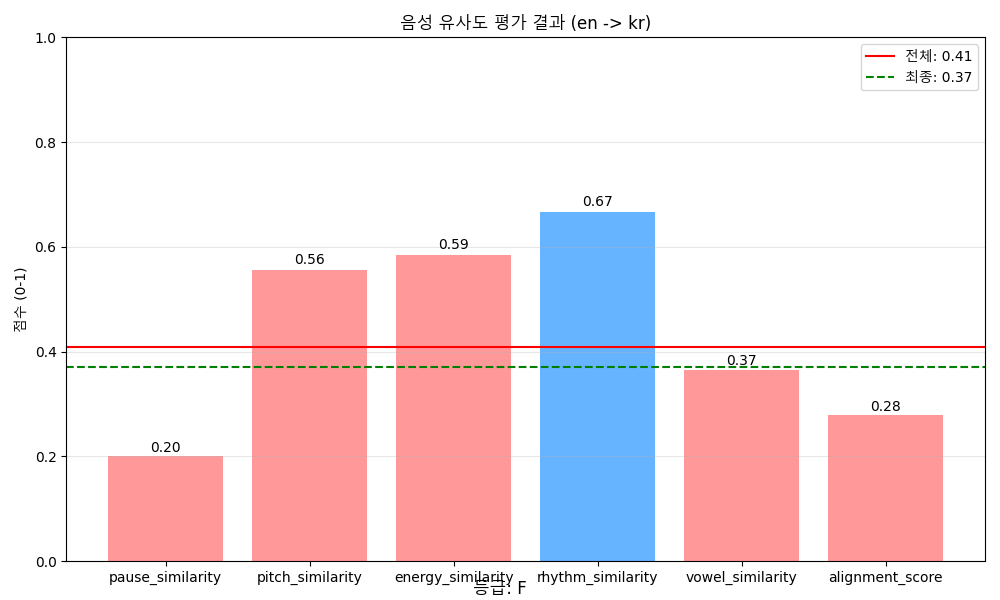 음성 유사도 평가 결과 (en -> kr)
전체: 0.41
최종: 0.37
점수 (0-1)
1.0
0.8
0.6
0.4
0.2
0.0
0.20
0.56
0.59
0.67
0.37
0.28
pause_similarity pitch_similarity energy_similarity rhythm_similarity vowel_similarity alignment_score
등급: F